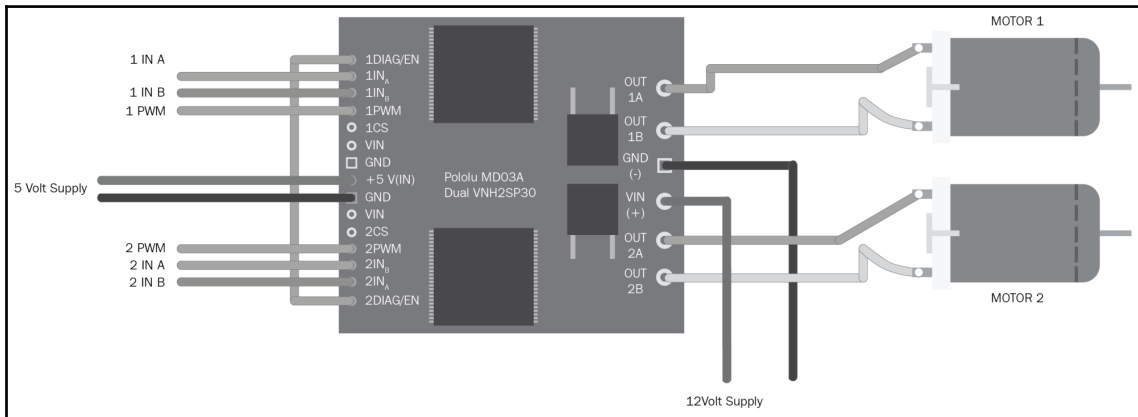 MOTOR 1
1 IN A
1 IN B
1 PWM
5 Volt Supply
2 PWM
2 IN A
2 IN B
1DIAG/EN
1INA
1INB
1PWM
1CS
VIN
GND
+5 V(IN)
GND
VIN
2CS
2PWM
2INB
2INA
2DIAG/EN
Pololu MD03A
Dual VNH2SP30
OUT
1A
OUT
1B
GND
(-)
VIN
(+)
OUT
2A
OUT
2B
MOTOR 2
12Volt Supply